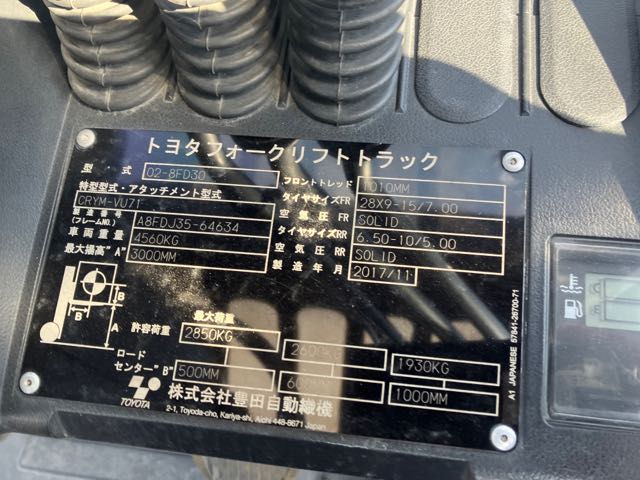 トヨタフォークリフトトラック
型式 02-8FD30 フロントトレッド 1010MM
特型型式・アタッチメント型式 CRYM-VU71 タイヤサイズFR 28X9-15/7.00
製造番号(フレームNO.) A8FDJ35-64634 空気圧FR SOLID
車両重量 4560KG タイヤサイズRR 6.50-10/5.00
最大揚高"A" 3000MM 空気圧RR SOLID
製造年月 2017/11
B
B A
最大荷重
許容荷重 2850KG 1930KG
ロードセンター"B" 500MM 1000MM
TOYOTA 株式会社豊田自動織機
2-1, Toyoda-cho, Kariya-shi, Aichi 448-8671 Japan
A1 JAPANESE 57841-26700-71